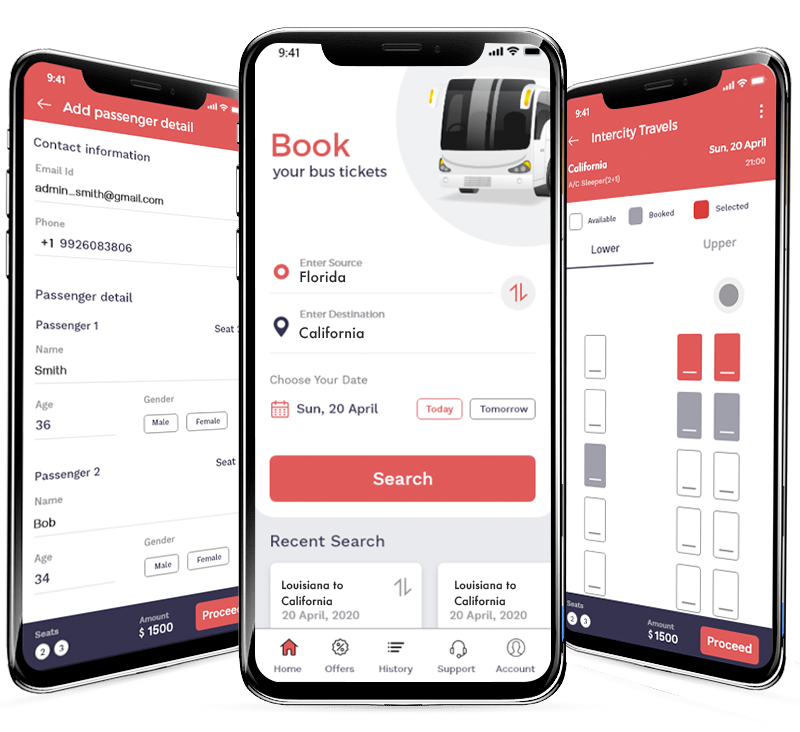 9:41
Add passenger detail
Contact information
Email Id
admin_smith@gmail.com
Phone
+1 9926083806
Passenger detail
Passenger 1
Seat
Name
Smith
Age
Gender
36
Male
Female
Passenger 2
Seat
Name
Bob
Age
Gender
34
Male
Female
Seats
2 3
Amount
$ 1500
Proceed
9:41
Book
your bus tickets
Enter Source
Florida
Enter Destination
California
Choose Your Date
Sun, 20 April
Today
Tomorrow
Search
Recent Search
Louisiana to
California
20 April, 2020
Louisiana to
California
20 April, 2020
Home
Offers
History
Support
Account
9:41
Intercity Travels
California
Sun, 20 April
A/C Sleeper(2+1)
21:00
Available
Booked
Selected
Lower
Upper
Seats
2 3
Amount
$ 1500
Proceed